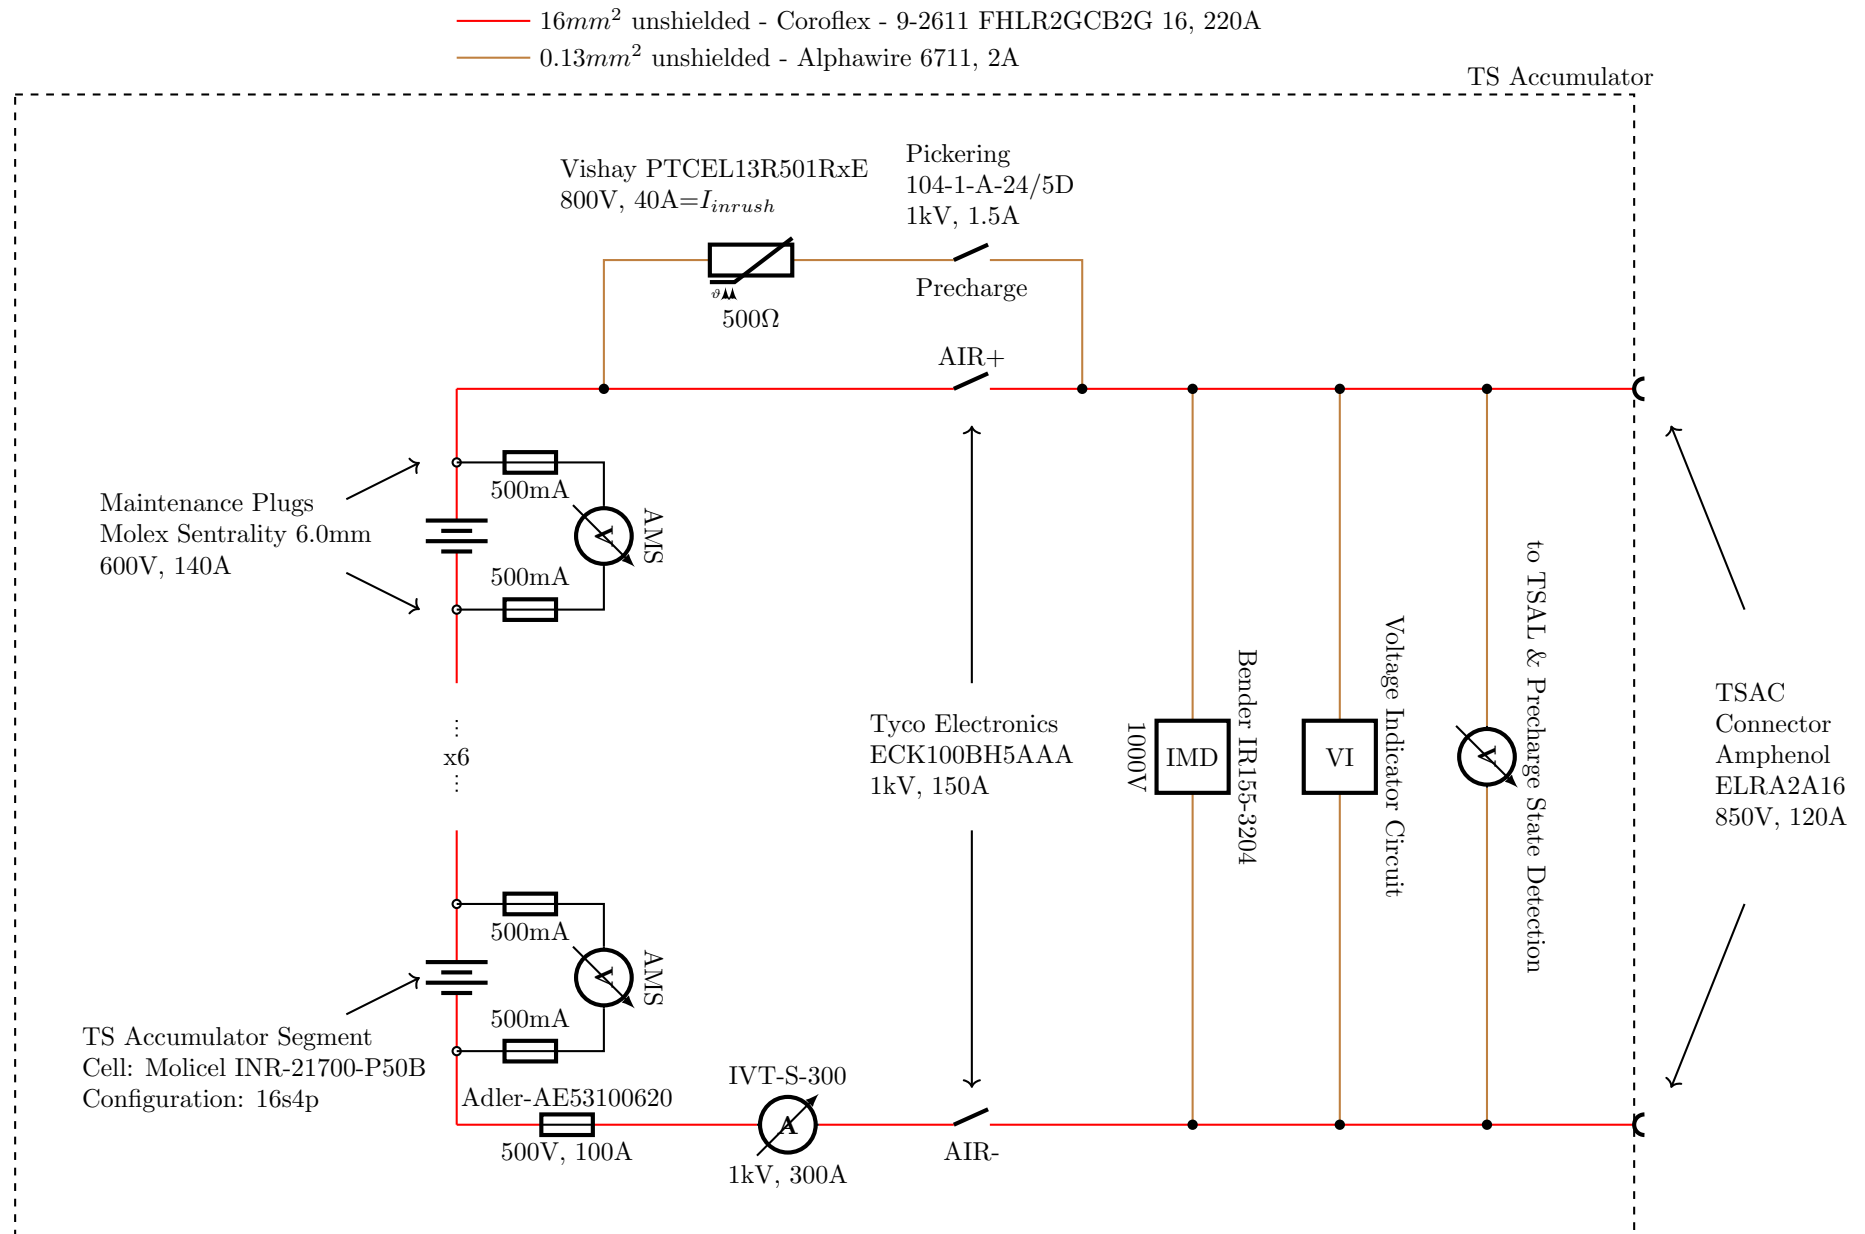 16mm² unshielded - Coroflex - 9-2611 FHLR2GCB2G 16, 220A
0.13mm² unshielded - Alphawire 6711, 2A
TS Accumulator
Vishay PTCEL13R501RxE
800V, 40A=I_inrush
Pickering
104-1-A-24/5D
1kV, 1.5A
ϑ
500Ω
Precharge
AIR+
Maintenance Plugs
Molex Sentrality 6.0mm
600V, 140A
500mA
V
AMS
500mA
⋮
x6
⋮
Tyco Electronics
ECK100BH5AAA
1kV, 150A
IMD
Bender IR155-3204
1000V
VI
Voltage Indicator Circuit
V
to TSAL & Precharge State Detection
TSAC
Connector
Amphenol
ELRA2A16
850V, 120A
500mA
V
AMS
500mA
TS Accumulator Segment
Cell: Molicel INR-21700-P50B
Configuration: 16s4p
Adler-AE53100620
500V, 100A
IVT-S-300
A
1kV, 300A
AIR-